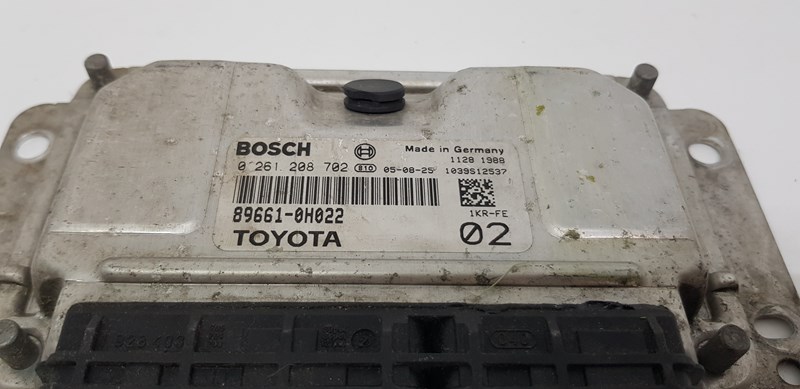 BOSCH Made in Germany
1128 1988
0 261 208 702 B10 05-08-25 1039S12537
89661-0H022 1KR-FE
TOYOTA 02